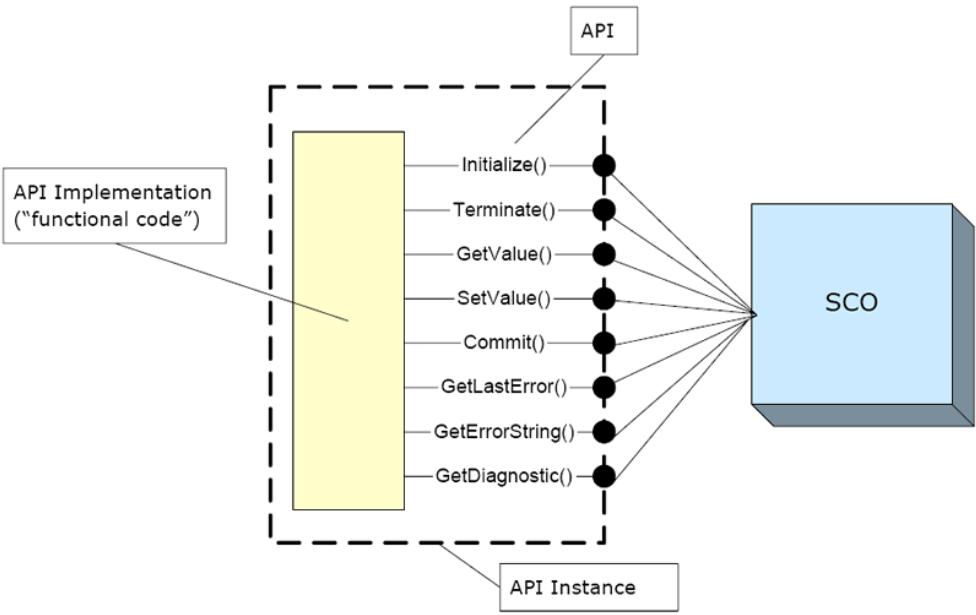 API
Initialize()
API Implementation
(“functional code”)
Terminate()
GetValue()
SetValue()
SCO
Commit()
GetLastError()
GetErrorString()
GetDiagnostic()
API Instance